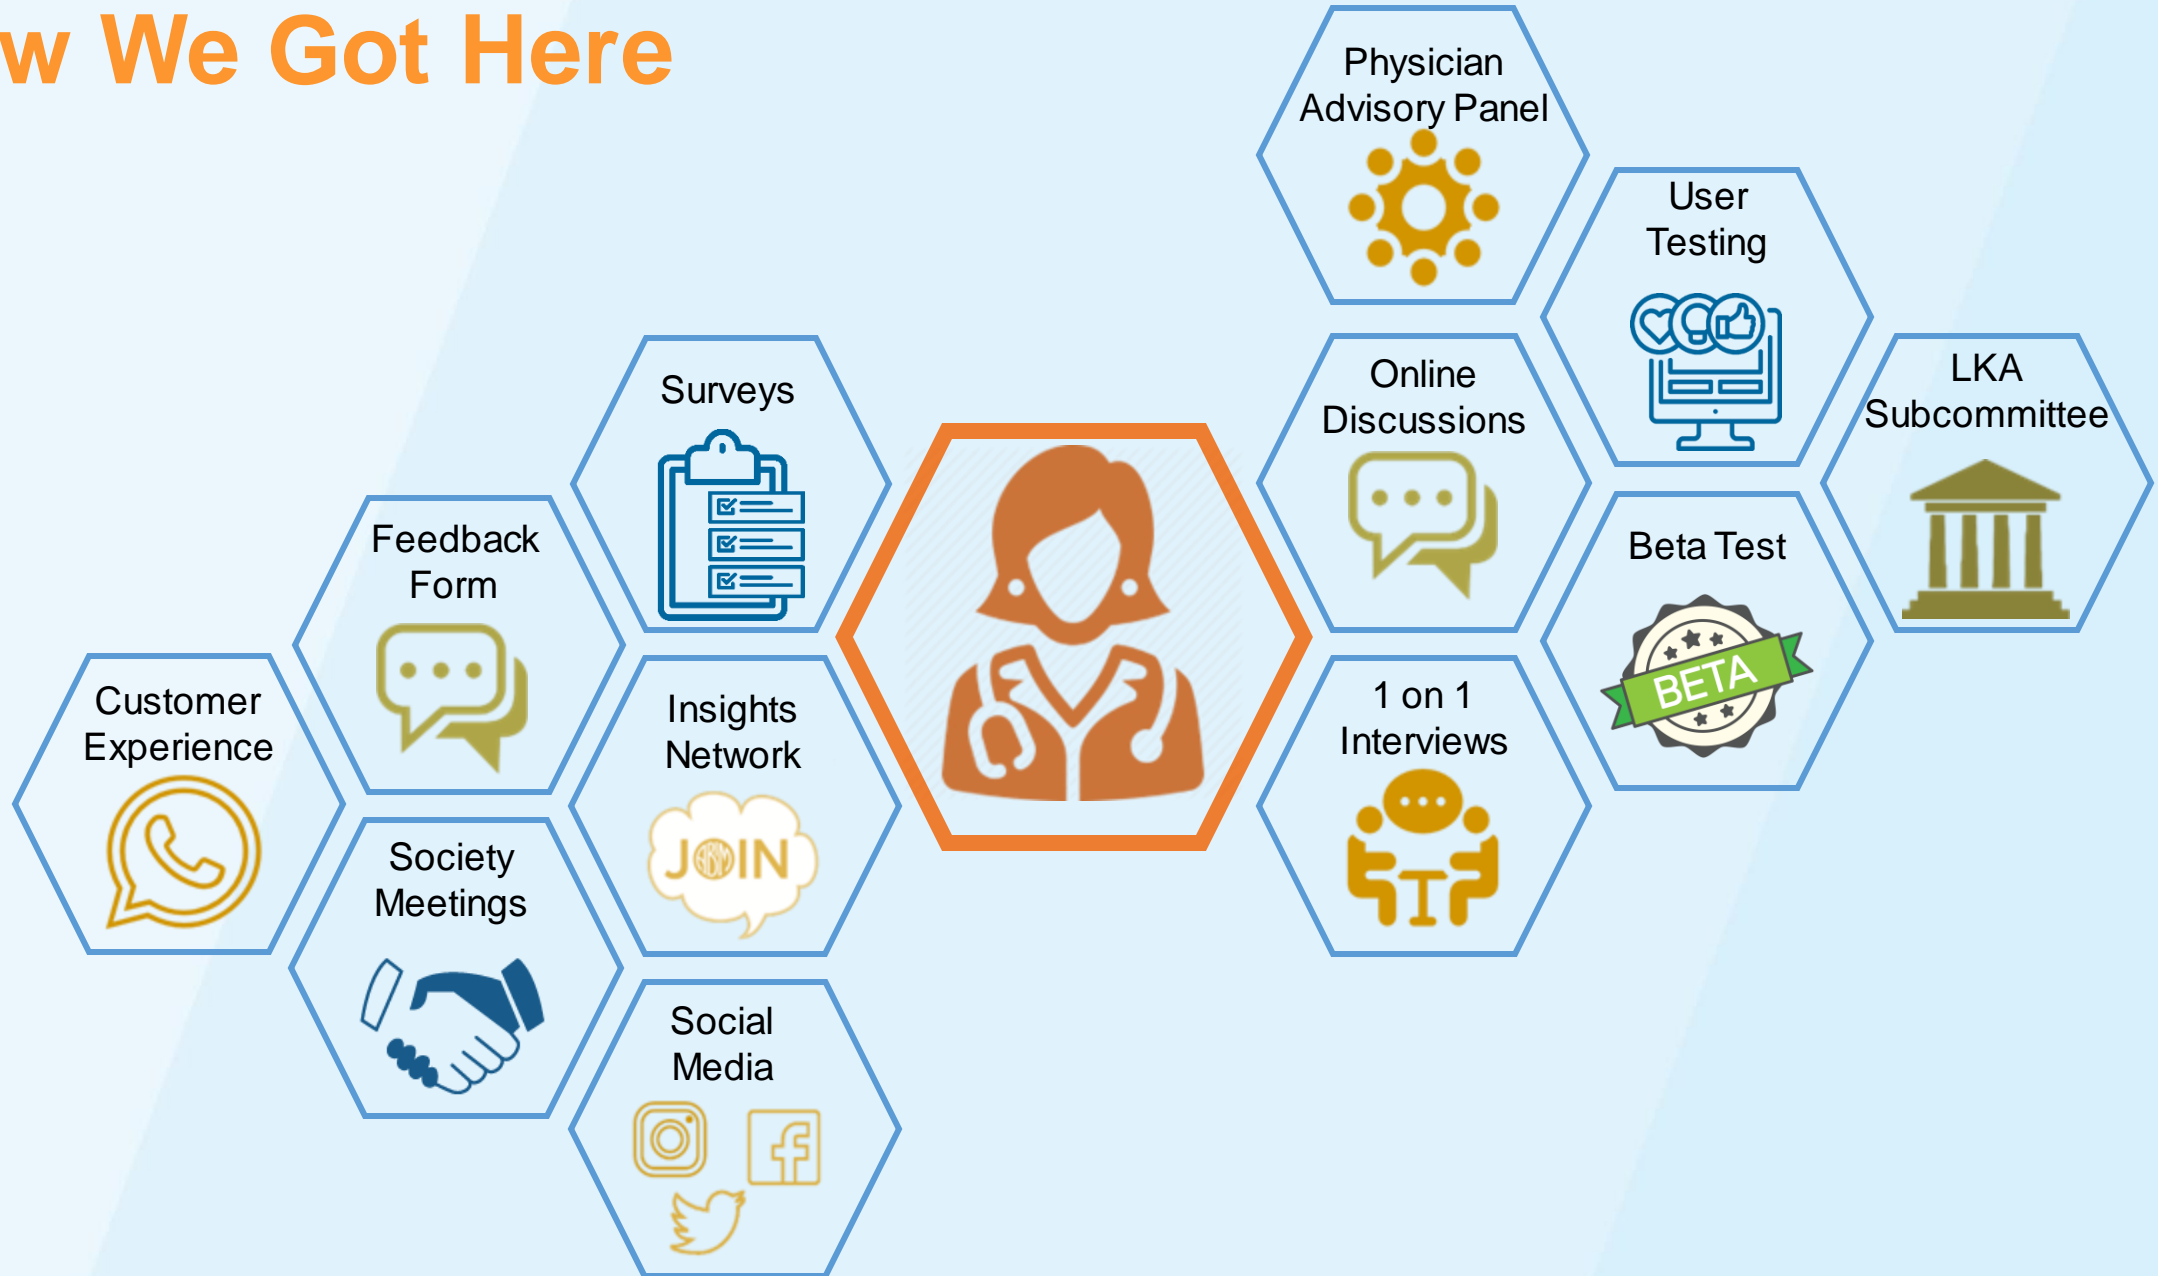 w We Got Here
Physician
Advisory Panel
User
Testing
LKA
Subcommittee
Online
Discussions
Beta Test
BETA
1 on 1
Interviews
Surveys
Feedback
Form
Insights
Network
JOIN
Customer
Experience
Society
Meetings
Social
Media